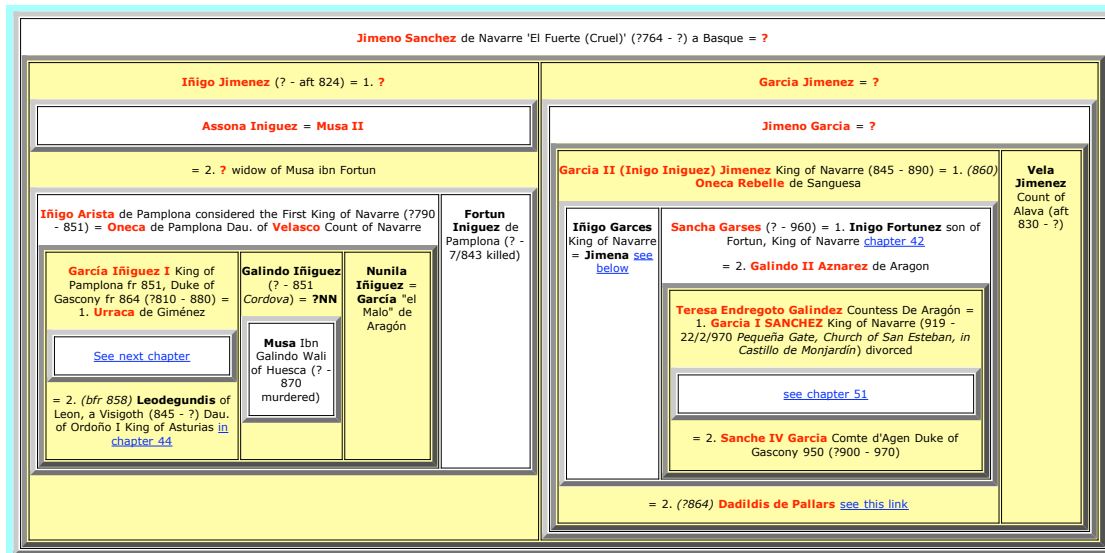 Jimeno Sanchez de Navarre 'El Fuerte (Cruel)' (?764 - ?) a Basque = ?
Iñigo Jimenez (? - aft 824) = 1. ?
Assona Iniguez = Musa II
= 2. ? widow of Musa ibn Fortun
Iñigo Arista de Pamplona considered the First King of Navarre (?790
- 851) = Oneca de Pamplona Dau. of Velasco Count of Navarre
García Iñiguez I King of
Pamplona fr 851, Duke of
Gascony fr 864 (?810 - 880) =
1. Urraca de Giménez
See next chapter
= 2. (bfr 858) Leodegundis of
Leon, a Visigoth (845 - ?) Dau.
of Ordoño I King of Asturias in
chapter 44
Galindo Iñiguez
(? - 851
Cordova) = ?NN
Musa Ibn
Galindo Wali
of Huesca (? -
870
murdered)
Nunila
Iñiguez =
García "el
Malo" de
Aragón
Fortun
Iniguez de
Pamplona (? -
7/843 killed)
Garcia Jimenez = ?
Jimeno Garcia = ?
Garcia II (Inigo Iniguez) Jimenez King of Navarre (845 - 890) = 1. (860)
Oneca Rebelle de Sanguesa
Iñigo Garces
King of Navarre
= Jimena see
below
Sancha Garses (? - 960) = 1. Inigo Fortunez son of
Fortun, King of Navarre chapter 42
= 2. Galindo II Aznarez de Aragon
Teresa Endregoto Galindez Countess De Aragón =
1. Garcia I SANCHEZ King of Navarre (919 -
22/2/970 Pequeña Gate, Church of San Esteban, in
Castillo de Monjardín) divorced
see chapter 51
= 2. Sanche IV Garcia Comte d'Agen Duke of
Gascony 950 (?900 - 970)
= 2. (?864) Dadildis de Pallars see this link
Vela
Jimenez
Count of
Alava (aft
830 - ?)